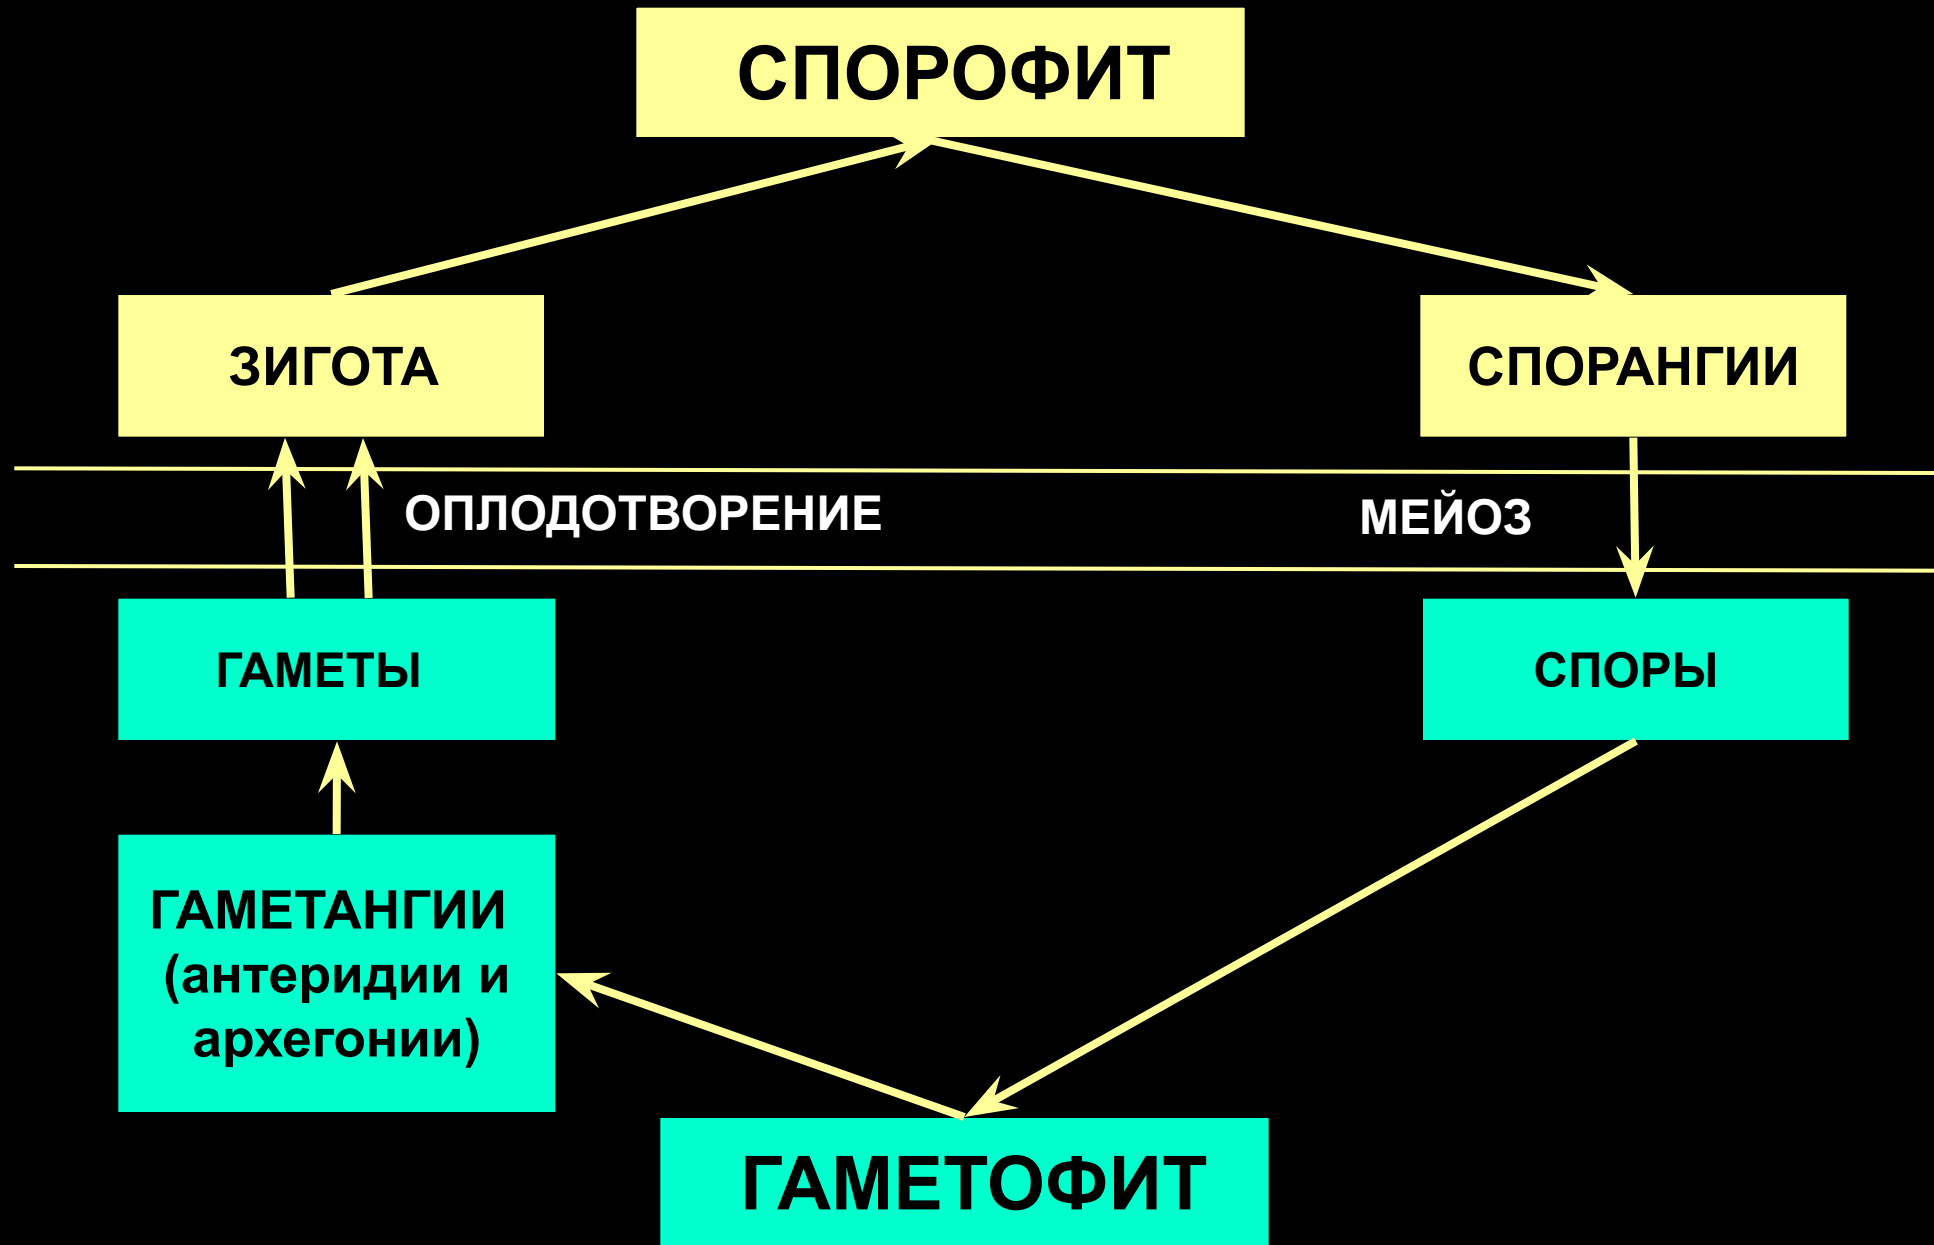 СПОРОФИТ
ЗИГОТА
СПОРАНГИИ
ОПЛОДОТВОРЕНИЕ
МЕЙОЗ
ГАМЕТЫ
СПОРЫ
ГАМЕТАНГИИ
(антеридии и
архегонии)
ГАМЕТОФИТ